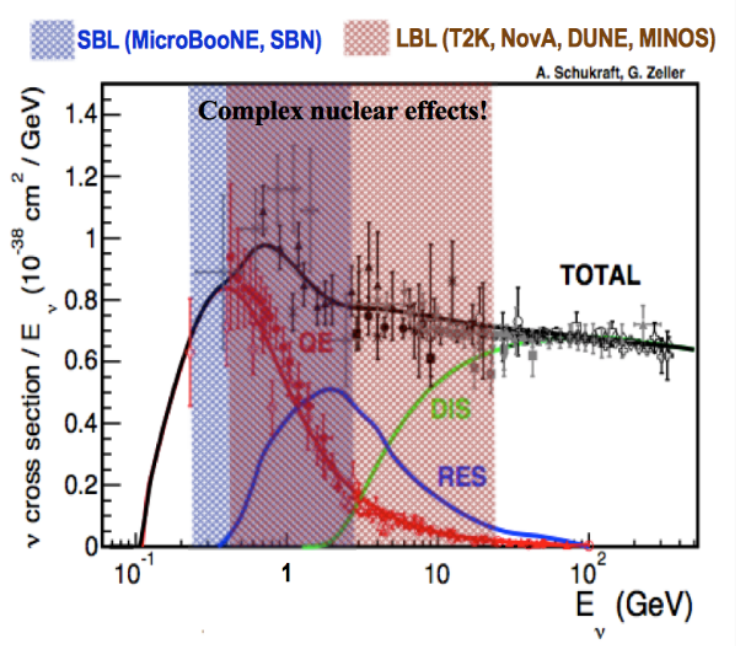 SBL (MicroBooNE, SBN) LBL (T2K, NovA, DUNE, MINOS)
A. Schukraft, G. Zeller
Complex nuclear effects!
ν cross section / E_ν (10⁻³⁸ cm² / GeV)
1.4
1.2
1
0.8
0.6
0.4
0.2
0
TOTAL
QE
DIS
RES
10⁻¹ 1 10 10²
E_ν (GeV)